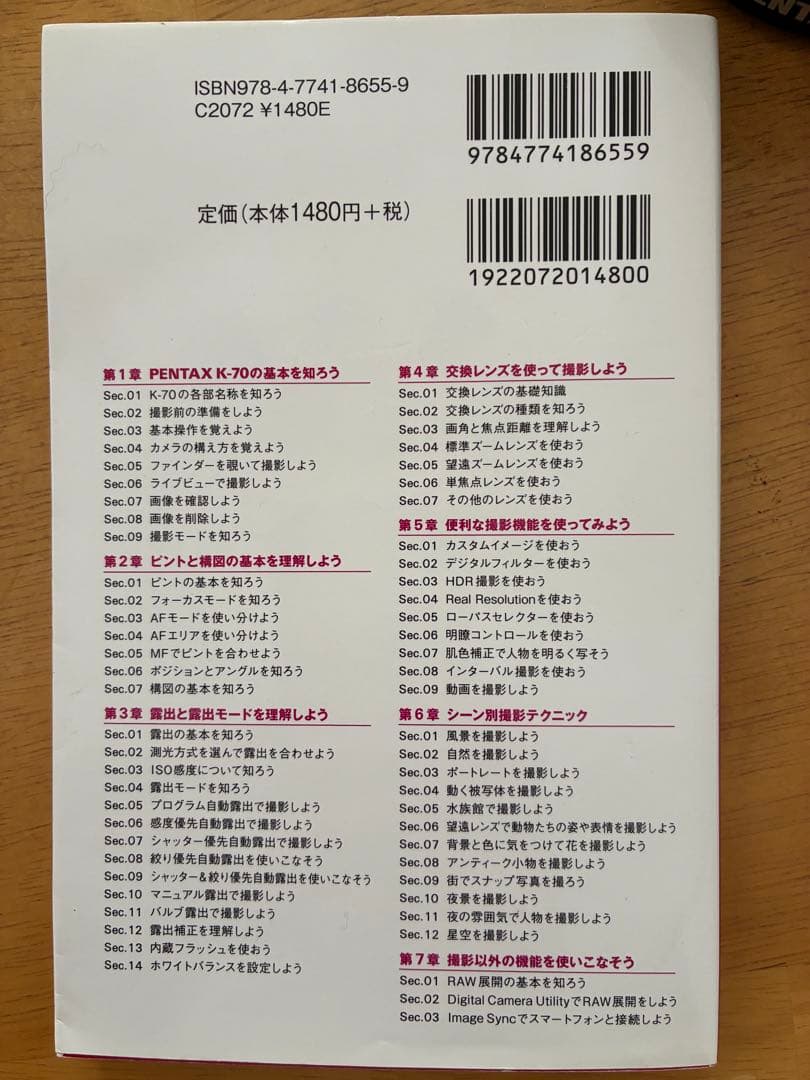 ISBN978-4-7741-8655-9
C2072 ¥1480E
9784774186559
定価(本体1480円+税)
1922072014800
第1章 PENTAX K-70の基本を知ろう
Sec.01 K-70の各部名称を知ろう
Sec.02 撮影前の準備をしよう
Sec.03 基本操作を覚えよう
Sec.04 カメラの構え方を覚えよう
Sec.05 ファインダーを覗いて撮影しよう
Sec.06 ライブビューで撮影しよう
Sec.07 画像を確認しよう
Sec.08 画像を削除しよう
Sec.09 撮影モードを知ろう
第2章 ピントと構図の基本を理解しよう
Sec.01 ピントの基本を知ろう
Sec.02 フォーカスモードを知ろう
Sec.03 AFモードを使い分けよう
Sec.04 AFエリアを使い分けよう
Sec.05 MFでピントを合わせよう
Sec.06 ポジションとアングルを知ろう
Sec.07 構図の基本を知ろう
第3章 露出と露出モードを理解しよう
Sec.01 露出の基本を知ろう
Sec.02 測光方式を選んで露出を合わせよう
Sec.03 ISO感度について知ろう
Sec.04 露出モードを知ろう
Sec.05 プログラム自動露出で撮影しよう
Sec.06 感度優先自動露出で撮影しよう
Sec.07 シャッター優先自動露出で撮影しよう
Sec.08 絞り優先自動露出を使いこなそう
Sec.09 シャッター&絞り優先自動露出を使いこなそう
Sec.10 マニュアル露出で撮影しよう
Sec.11 バルブ露出で撮影しよう
Sec.12 露出補正を理解しよう
Sec.13 内蔵フラッシュを使おう
Sec.14 ホワイトバランスを設定しよう
第4章 交換レンズを使って撮影しよう
Sec.01 交換レンズの基礎知識
Sec.02 交換レンズの種類を知ろう
Sec.03 画角と焦点距離を理解しよう
Sec.04 標準ズームレンズを使おう
Sec.05 望遠ズームレンズを使おう
Sec.06 単焦点レンズを使おう
Sec.07 その他のレンズを使おう
第5章 便利な撮影機能を使ってみよう
Sec.01 カスタムイメージを使おう
Sec.02 デジタルフィルターを使おう
Sec.03 HDR撮影を使おう
Sec.04 Real Resolutionを使おう
Sec.05 ローパスセレクターを使おう
Sec.06 明瞭コントロールを使おう
Sec.07 肌色補正で人物を明るく写そう
Sec.08 インターバル撮影を使おう
Sec.09 動画を撮影しよう
第6章 シーン別撮影テクニック
Sec.01 風景を撮影しよう
Sec.02 自然を撮影しよう
Sec.03 ポートレートを撮影しよう
Sec.04 動く被写体を撮影しよう
Sec.05 水族館で撮影しよう
Sec.06 望遠レンズで動物たちの姿や表情を撮影しよう
Sec.07 背景と色に気をつけて花を撮影しよう
Sec.08 アンティーク小物を撮影しよう
Sec.09 街でスナップ写真を撮ろう
Sec.10 夜景を撮影しよう
Sec.11 夜の雰囲気で人物を撮影しよう
Sec.12 星空を撮影しよう
第7章 撮影以外の機能を使いこなそう
Sec.01 RAW展開の基本を知ろう
Sec.02 Digital Camera UtilityでRAW展開をしよう
Sec.03 Image Syncでスマートフォンと接続しよう